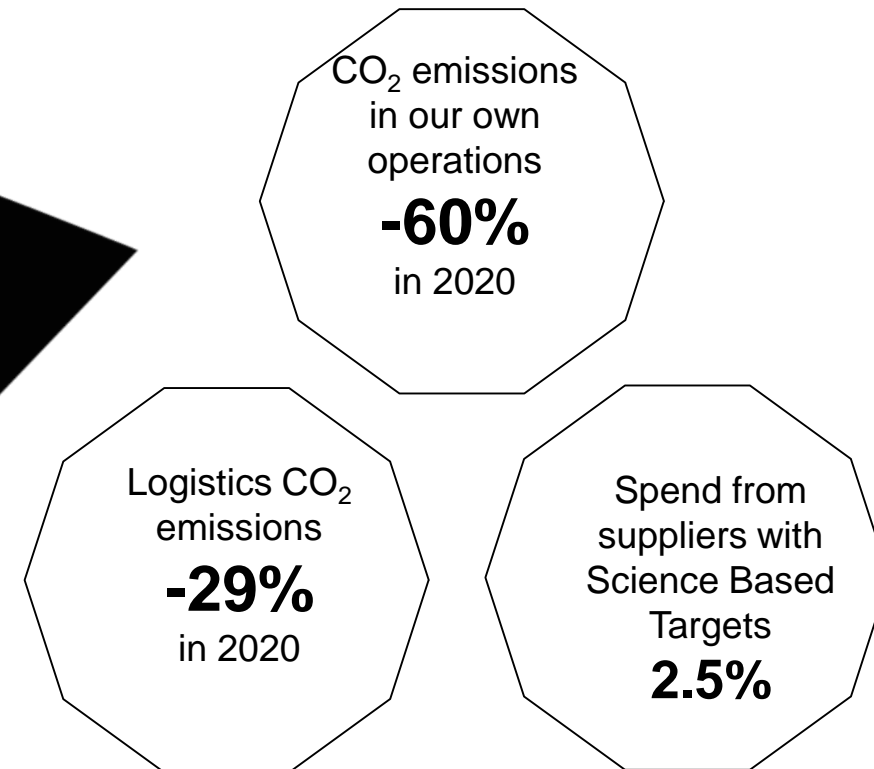 CO₂ emissions
in our own
operations
-60%
in 2020
Logistics CO₂
emissions
-29%
in 2020
Spend from
suppliers with
Science Based
Targets
2.5%